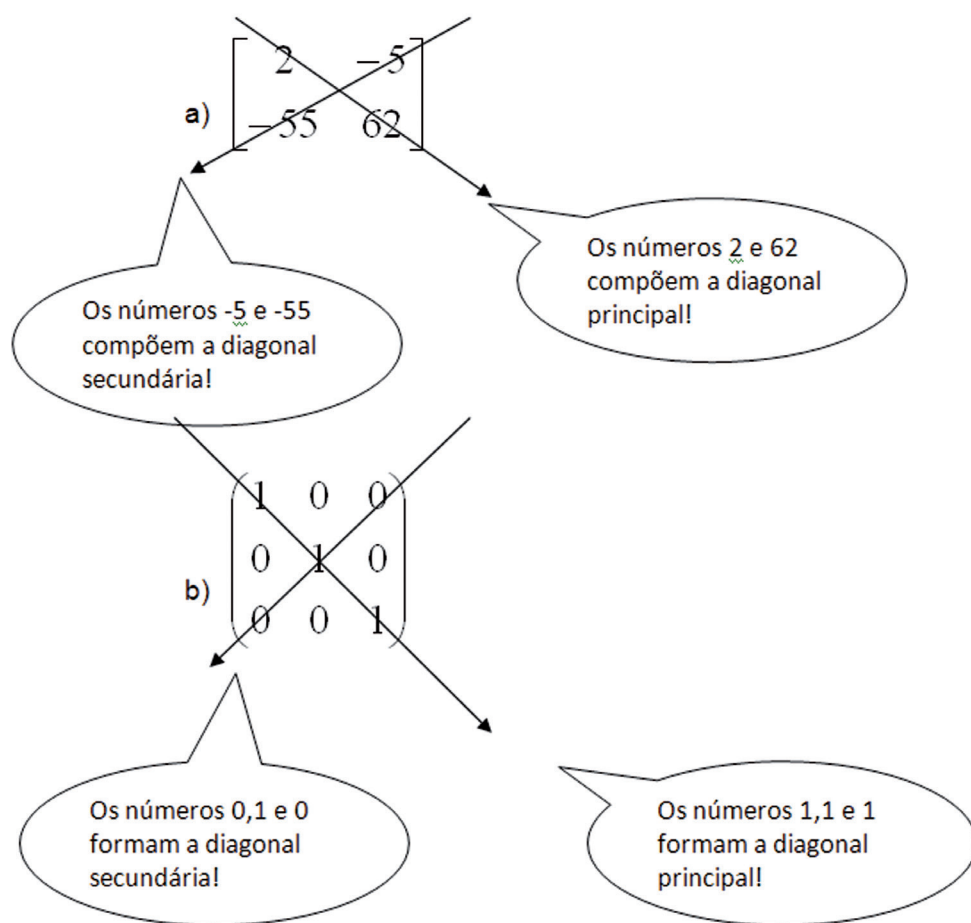 2 -5
a)
-55 62
Os números 2 e 62
compõem a diagonal
principal!
Os números -5 e -55
compõem a diagonal
secundária!
1 0 0
0 1 0
b)
0 0 1
Os números 0,1 e 0
formam a diagonal
secundária!
Os números 1,1 e 1
formam a diagonal
principal!